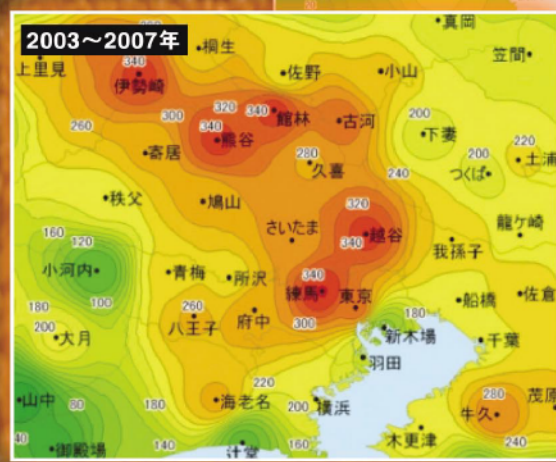 20
2003～2007年
桐生
真岡
笠間
上里見
340
伊勢崎
佐野
小山
320
340
館林
300
古河
200
下妻
260
340
熊谷
220
土浦
寄居
280
久喜
240
200
つくば
秩父
鳩山
320
越谷
龍ケ崎
さいたま
340
我孫子
160
120
小河内
青梅
所沢
340
練馬
東京
船橋
佐倉
100
180
260
八王子
府中
300
180
新木場
千葉
200
大月
羽田
220
280
茂原
山中
80
180
海老名
200
横浜
牛久
40
御殿場
140
辻堂
160
木更津
240